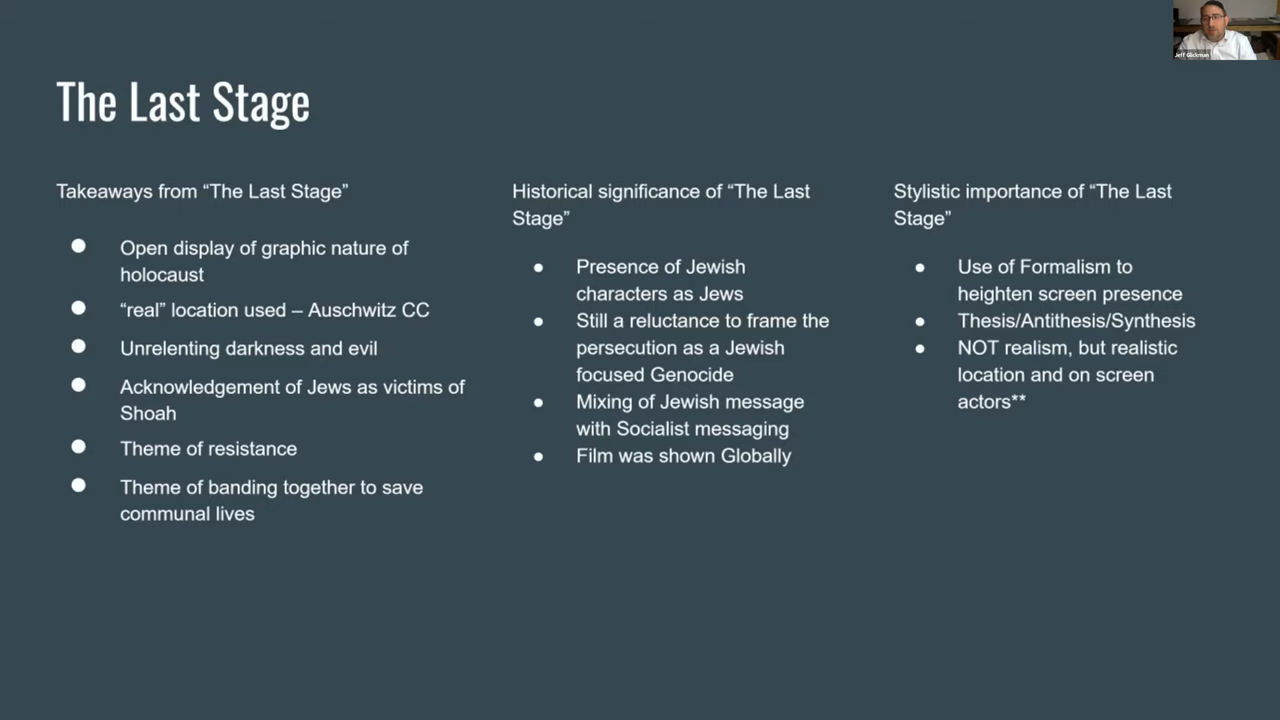 The Last Stage
Takeaways from “The Last Stage”
● Open display of graphic nature of
holocaust
● “real” location used – Auschwitz CC
● Unrelenting darkness and evil
● Acknowledgement of Jews as victims of
Shoah
● Theme of resistance
● Theme of banding together to save
communal lives
Historical significance of “The Last
Stage”
● Presence of Jewish
characters as Jews
● Still a reluctance to frame the
persecution as a Jewish
focused Genocide
● Mixing of Jewish message
with Socialist messaging
● Film was shown Globally
Stylistic importance of “The Last
Stage”
● Use of Formalism to
heighten screen presence
● Thesis/Antithesis/Synthesis
● NOT realism, but realistic
location and on screen
actors**
Jeff Glickman